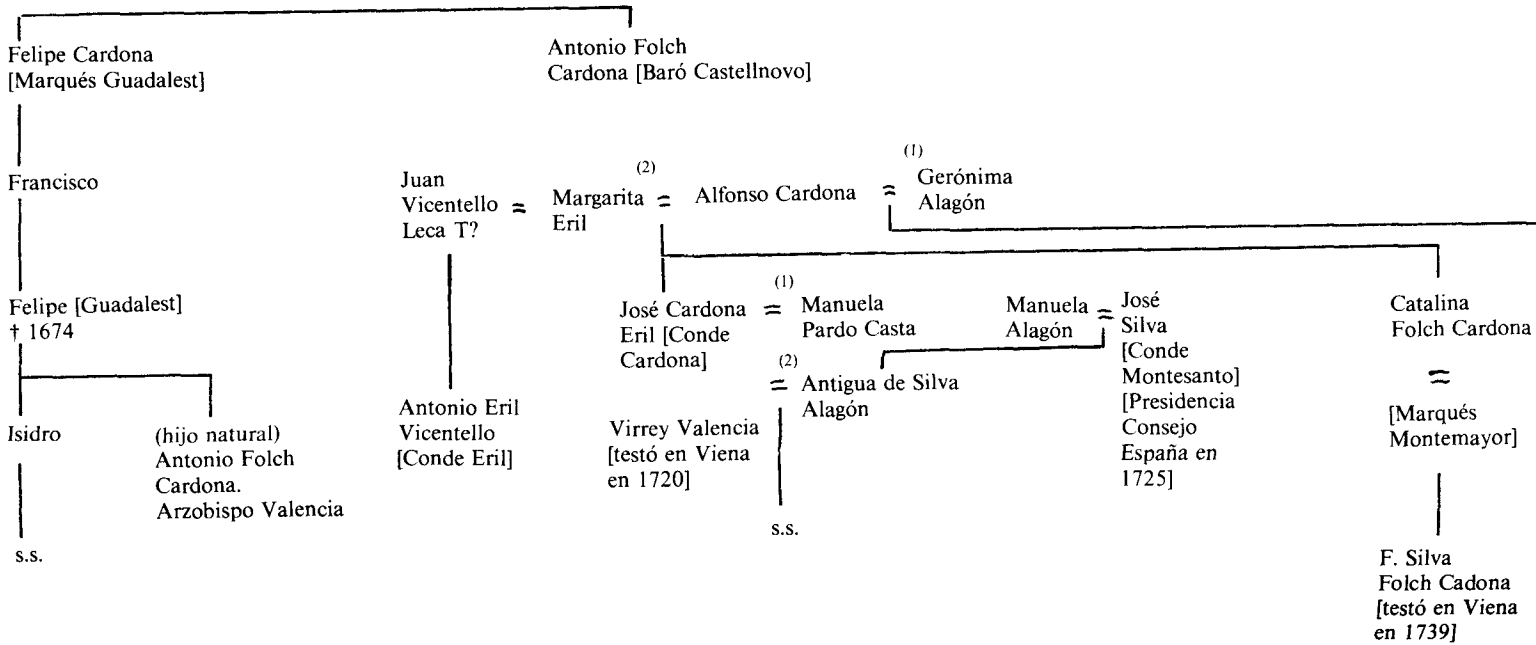 Felipe Cardona
[Marqués Guadalest]
Antonio Folch
Cardona [Baró Castellnovo]
Francisco
Juan
Vicentello
Leca T?
=
Margarita
Eril
(2)
=
Alfonso Cardona
(1)
=
Gerónima
Alagón
Felipe [Guadalest]
† 1674
José Cardona
Eril [Conde
Cardona]
(1)
=
Manuela
Pardo Casta
Manuela
Alagón
=
José
Silva
[Conde
Montesanto]
[Presidencia
Consejo
España en
1725]
Catalina
Folch Cardona
=
[Marqués
Montemayor]
(2)
=
Antigua de Silva
Alagón
Isidro
(hijo natural)
Antonio Folch
Cardona.
Arzobispo Valencia
Antonio Eril
Vicentello
[Conde Eril]
Virrey Valencia
[testó en Viena
en 1720]
s.s.
s.s.
F. Silva
Folch Cadona
[testó en Viena
en 1739]